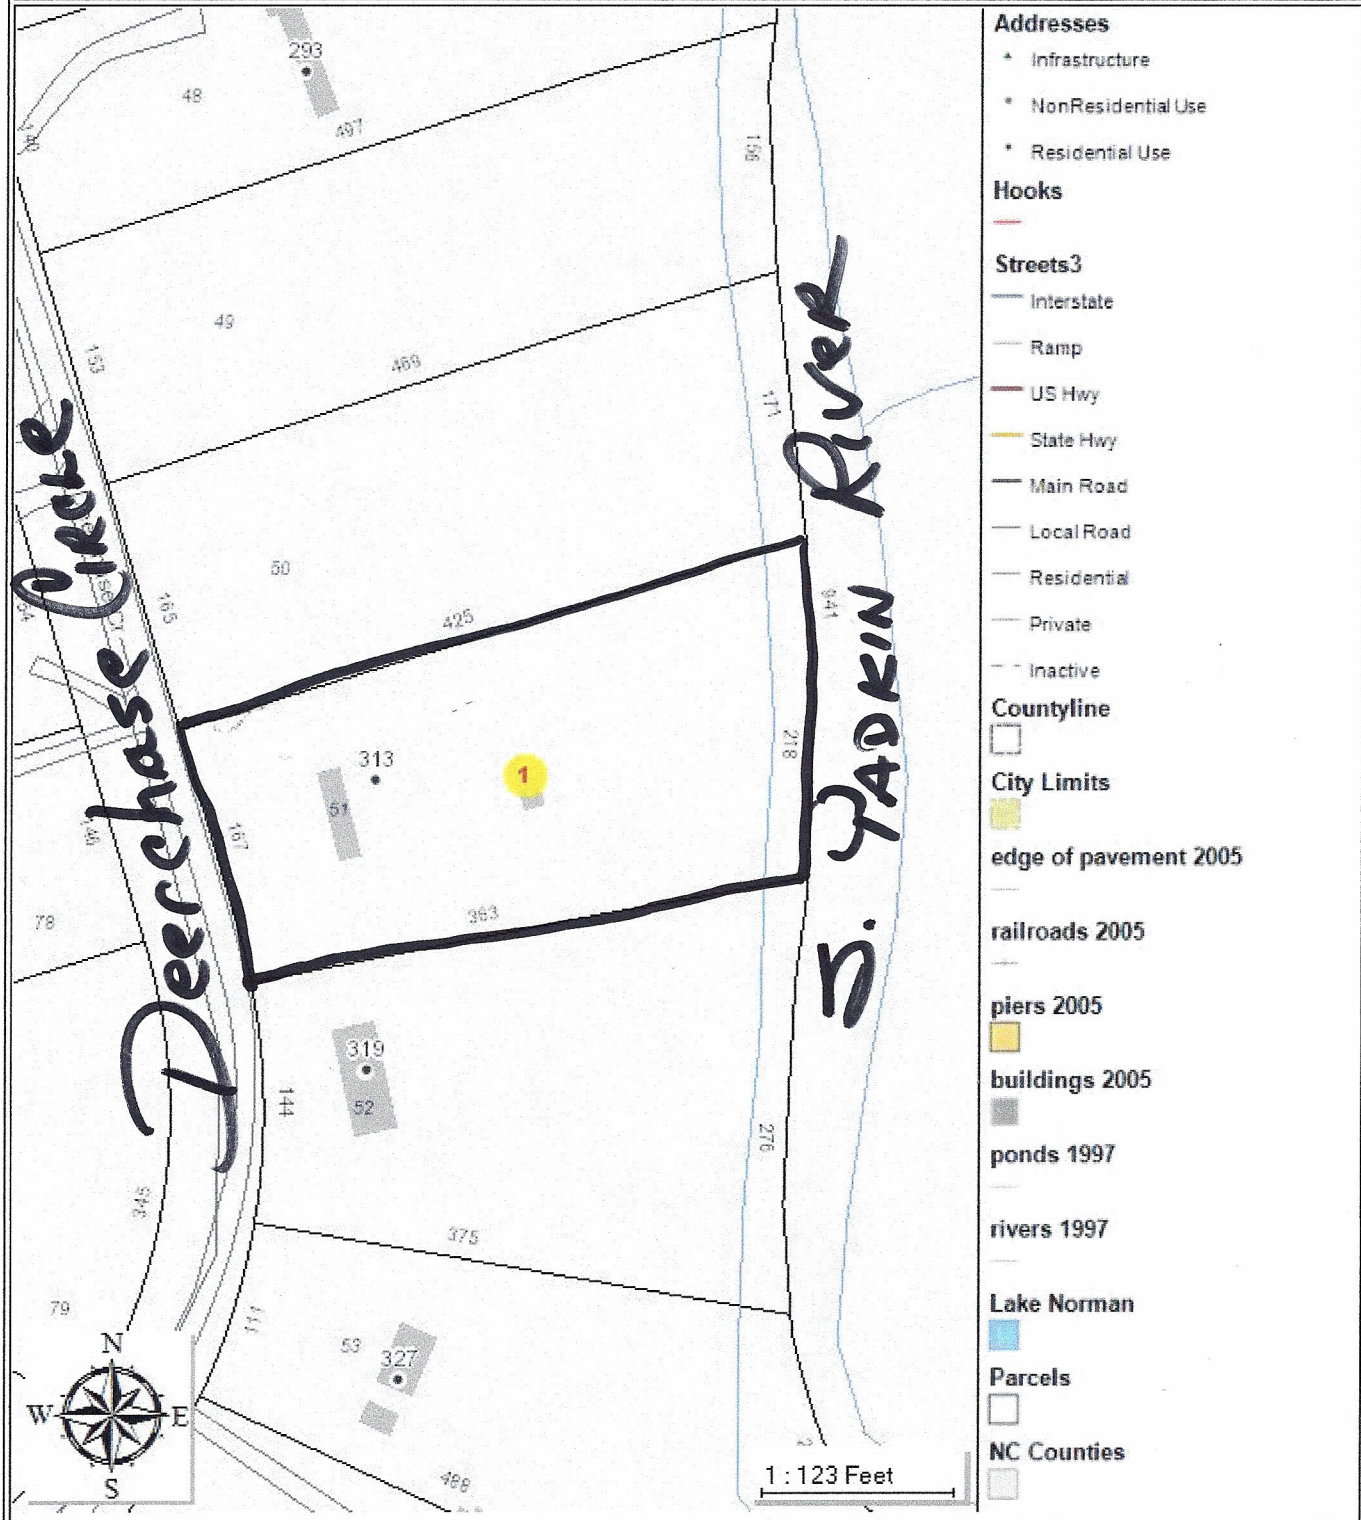 293
48
497
140
156
49
153
469
171
50
165
425
941
313
1
51
167
218
146
363
78
319
52
144
276
345
375
79
111
53
327
488
Deerchase Circle
S. YADKIN RIVER
N
W E
S
1 : 123 Feet
Addresses
Infrastructure
NonResidential Use
Residential Use
Hooks
Streets3
Interstate
Ramp
US Hwy
State Hwy
Main Road
Local Road
Residential
Private
Inactive
Countyline
City Limits
edge of pavement 2005
railroads 2005
piers 2005
buildings 2005
ponds 1997
rivers 1997
Lake Norman
Parcels
NC Counties